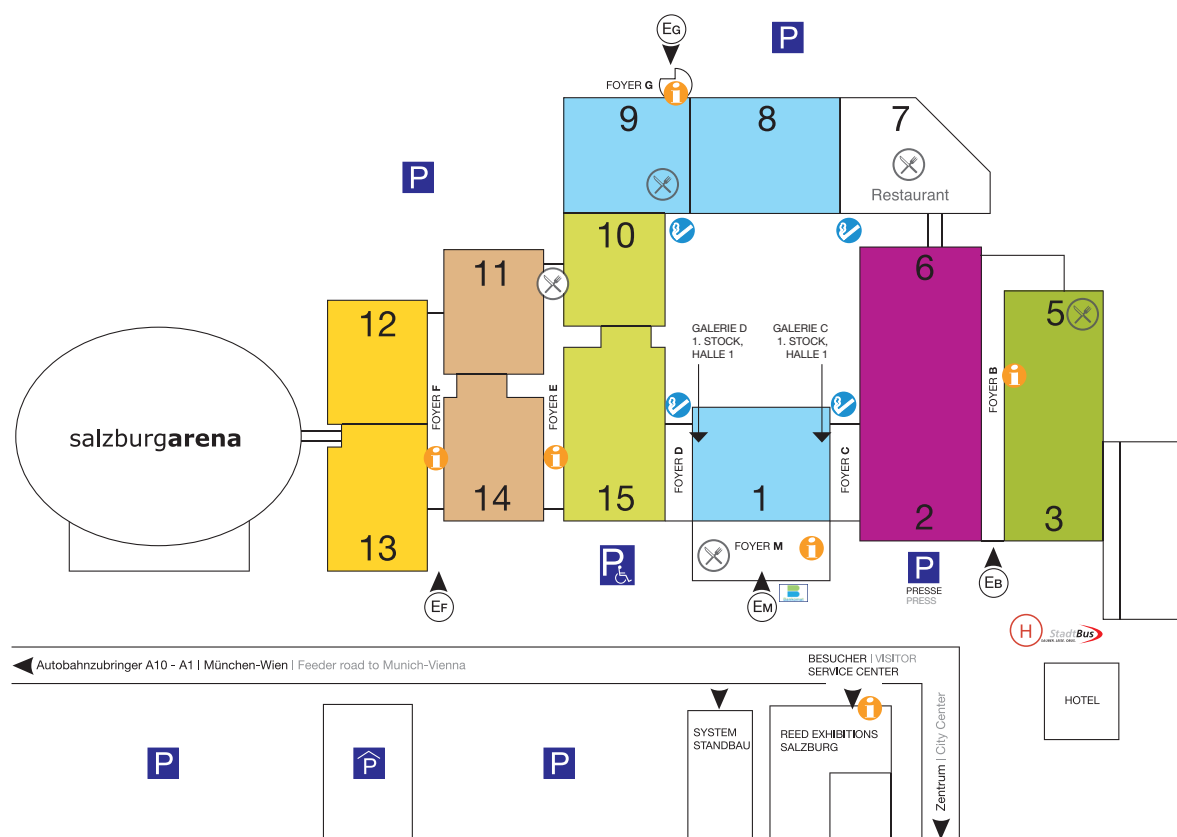 EG
P
FOYER G
i
9
8
7
Restaurant
P
10
6
11
5
12
GALERIE D
1. STOCK,
HALLE 1
GALERIE C
1. STOCK,
HALLE 1
FOYER B
i
FOYER F
FOYER E
salzburgarena
i
i
FOYER D
FOYER C
14
15
1
2
3
13
FOYER M
i
P
P
PRESSE
PRESS
EF
EM
EB
H
StadtBus
Autobahnzubringer A10 - A1 | München-Wien | Feeder road to Munich-Vienna
BESUCHER | VISITOR
SERVICE CENTER
i
HOTEL
SYSTEM
STANDBAU
REED EXHIBITIONS
SALZBURG
Zentrum | City Center
P
P
P